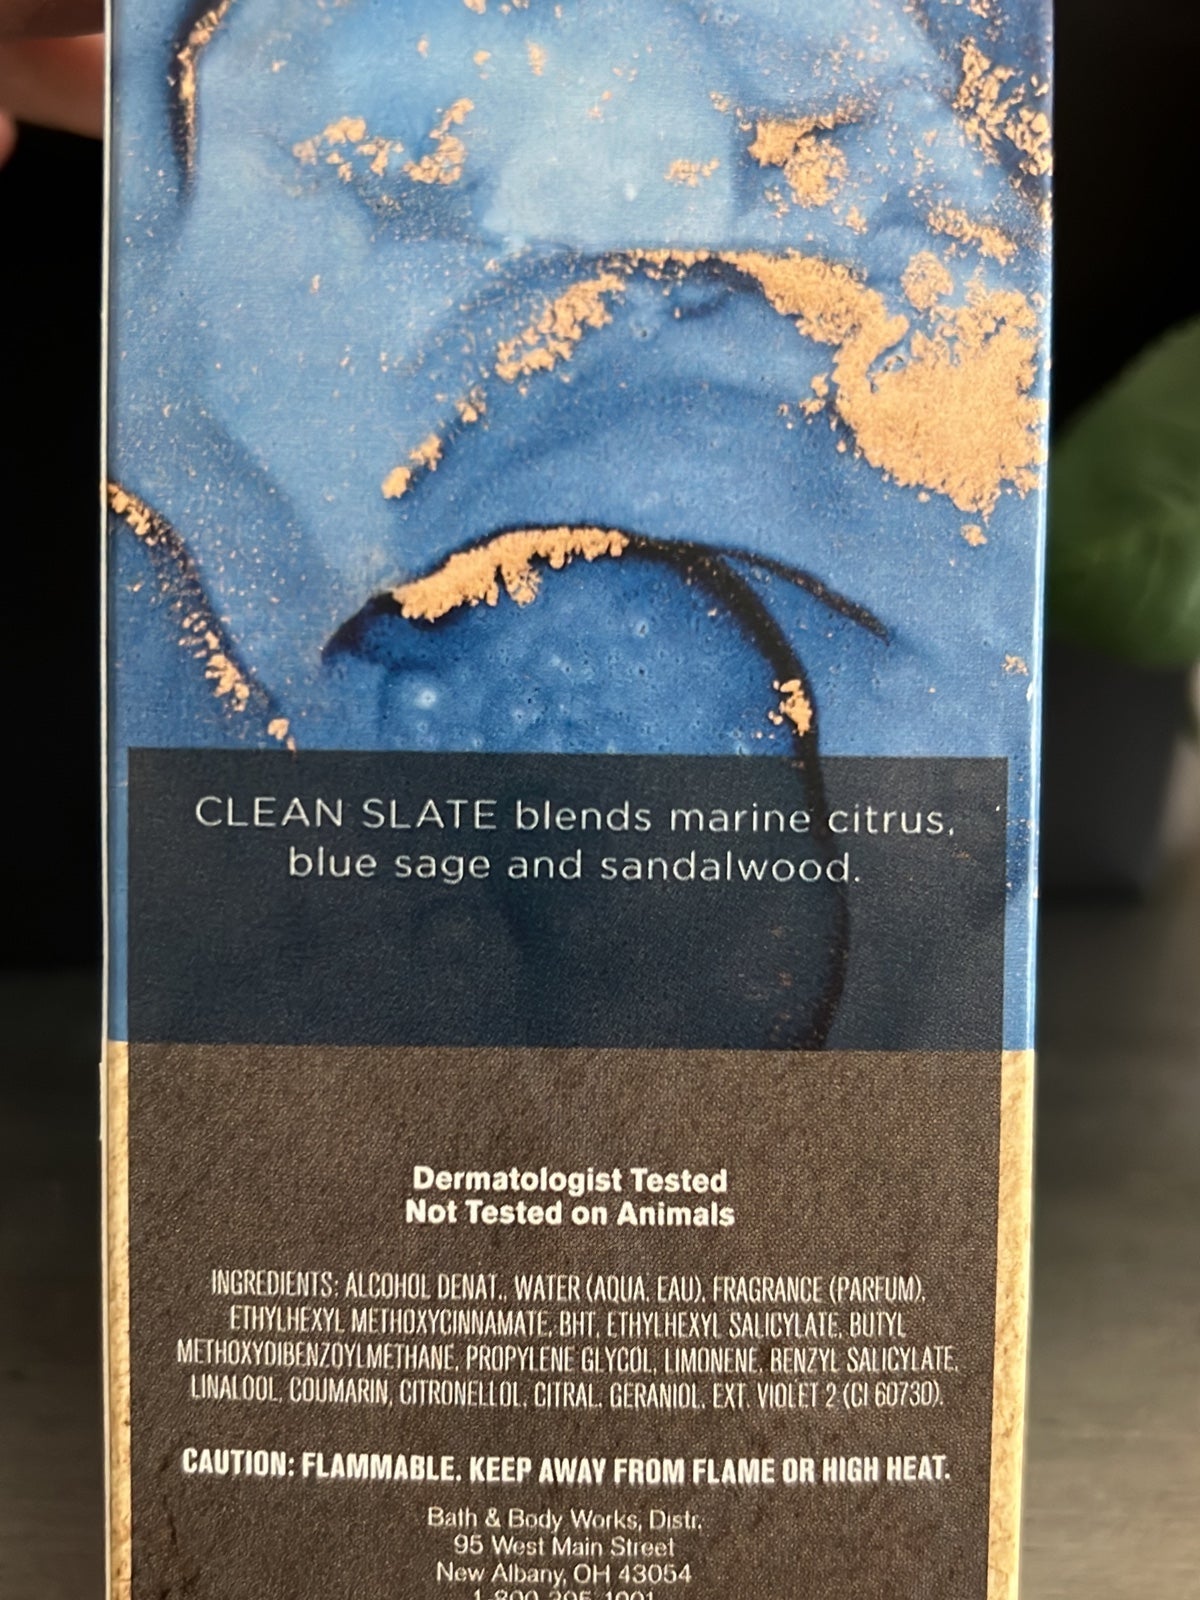 CLEAN SLATE blends marine citrus,
blue sage and sandalwood.
Dermatologist Tested
Not Tested on Animals
INGREDIENTS: ALCOHOL DENAT., WATER (AQUA, EAU), FRAGRANCE (PARFUM),
ETHYLHEXYL METHOXYCINNAMATE, BHT, ETHYLHEXYL SALICYLATE, BUTYL
METHOXYDIBENZOYLMETHANE, PROPYLENE GLYCOL, LIMONENE, BENZYL SALICYLATE,
LINALOOL, COUMARIN, CITRONELLOL, CITRAL, GERANIOL, EXT. VIOLET 2 (CI 60730).
CAUTION: FLAMMABLE. KEEP AWAY FROM FLAME OR HIGH HEAT.
Bath & Body Works, Distr.
95 West Main Street
New Albany, OH 43054